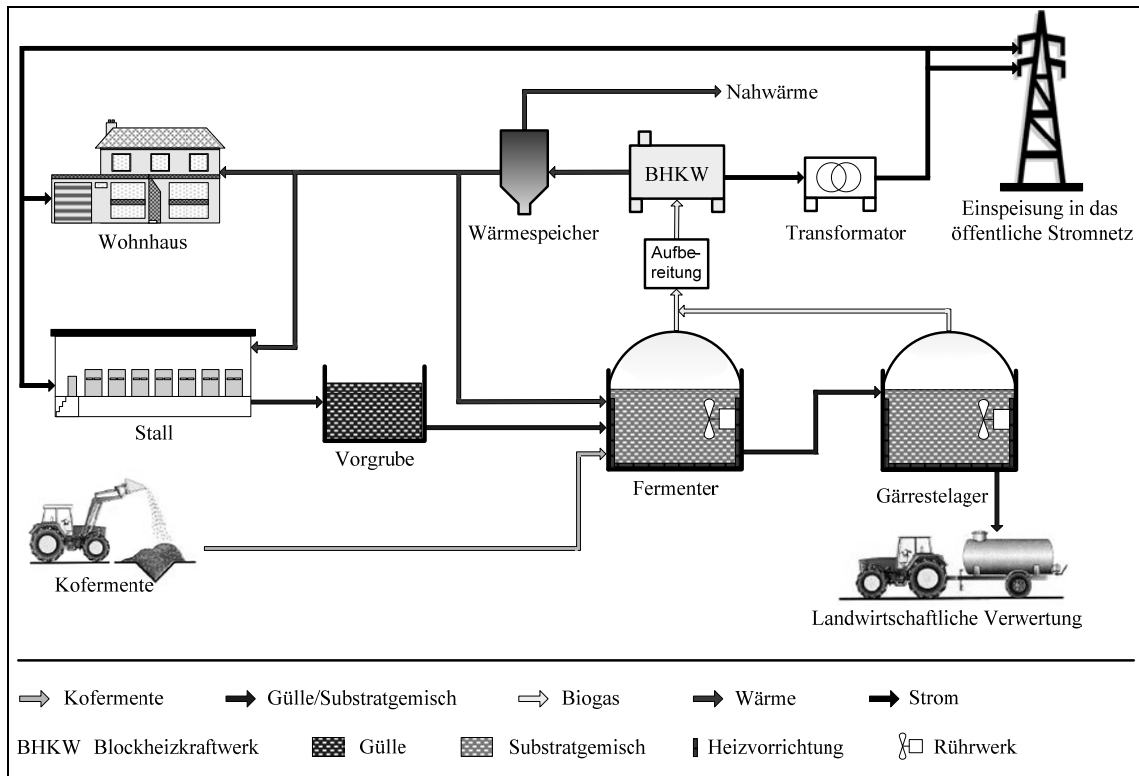 Nahwärme
BHKW
Wohnhaus
Wärmespeicher
Transformator
Einspeisung in das
öffentliche Stromnetz
Aufbe-
reitung
Stall
Vorgrube
Fermenter
Gärrestelager
Kofermente
Landwirtschaftliche Verwertung
Kofermente
Gülle/Substratgemisch
Biogas
Wärme
Strom
BHKW Blockheizkraftwerk
Gülle
Substratgemisch
Heizvorrichtung
Rührwerk